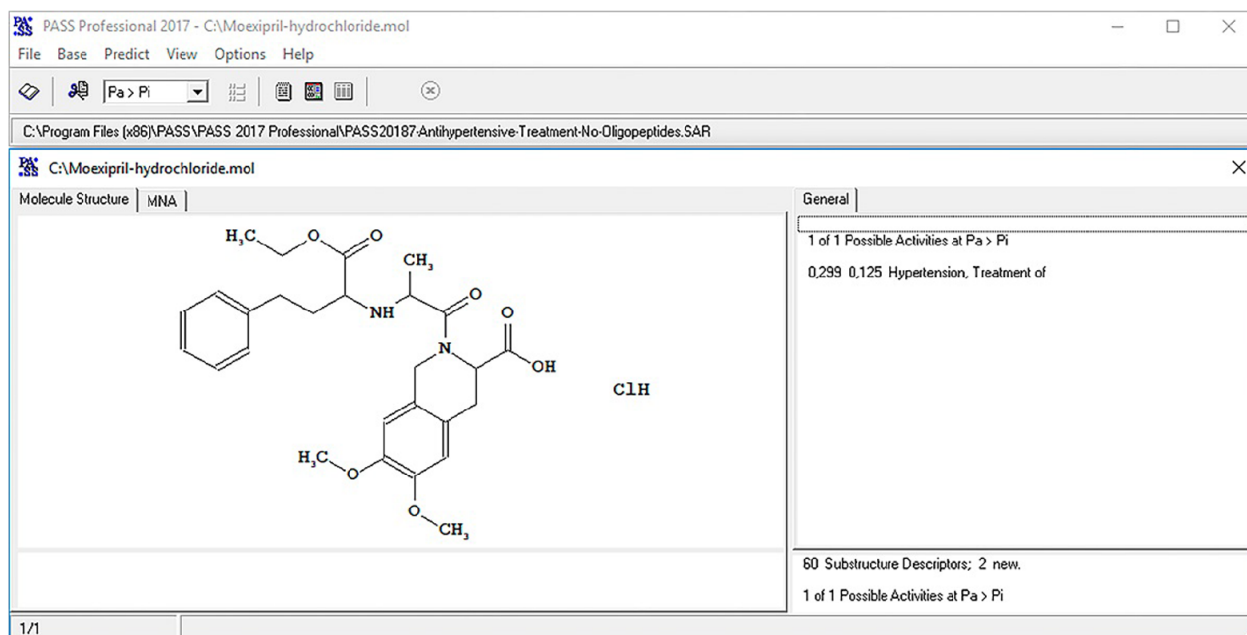 PASS Professional 2017 - C:\Moexipril-hydrochloride.mol
File Base Predict View Options Help
Pa > Pi
C:\Program Files (x86)\PASS\PASS 2017 Professional\PASS20187-Antihypertensive-Treatment-No-Oligopeptides.SAR
C:\Moexipril-hydrochloride.mol
Molecule Structure MNA
General
H3C O O
CH3
1 of 1 Possible Activities at Pa > Pi
0,299 0,125 Hypertension, Treatment of
O
NH
O
N
OH
ClH
H3C
O
O
CH3
60 Substructure Descriptors; 2 new.
1 of 1 Possible Activities at Pa > Pi
1/1